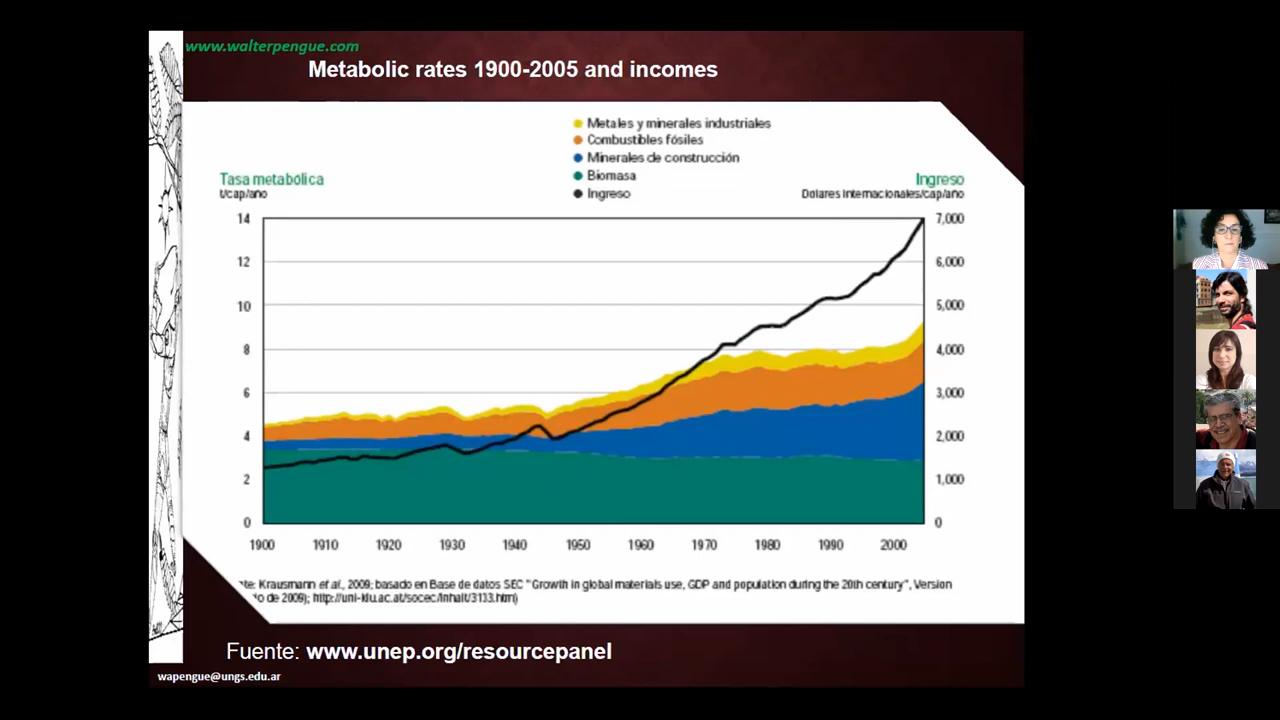 www.walterpengue.com
Metabolic rates 1900-2005 and incomes
Metales y minerales industriales
Combustibles fósiles
Minerales de construcción
Biomasa
Ingreso
Tasa metabólica
t/cap/año
Ingreso
Dólares internacionales/cap/año
14
12
10
8
6
4
2
0
7,000
6,000
5,000
4,000
3,000
2,000
1,000
0
1900 1910 1920 1930 1940 1950 1960 1970 1980 1990 2000
te: Krausmann et al., 2009; basado en Base de datos SEC "Growth in global materials use, GDP and population during the 20th century", Version
de 2009); http://uni-klu.ac.at/socec/inhalt/3133.htm)
Fuente: www.unep.org/resourcepanel
wapengue@ungs.edu.ar